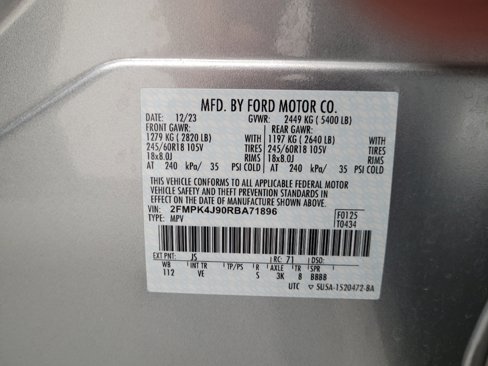 MFD. BY FORD MOTOR CO.
DATE: 12/23 GVWR: 2449 KG ( 5400 LB)
FRONT GAWR: REAR GAWR:
1279 KG ( 2820 LB) WITH 1197 KG ( 2640 LB) WITH
245/60R18 105V TIRES 245/60R18 105V TIRES
18x8.0J RIMS 18x8.0J RIMS
AT 240 kPa/ 35 PSI COLD AT 240 kPa/ 35 PSI COLD
THIS VEHICLE CONFORMS TO ALL APPLICABLE FEDERAL MOTOR
VEHICLE SAFETY AND THEFT PREVENTION STANDARDS IN
EFFECT ON THE DATE OF MANUFACTURE SHOWN ABOVE.
VIN: 2FMPK4J90RBA71896 F0125
TYPE: MPV T0434
EXT PNT: JS RC: 71 DSO:
WB INT TR TP/PS R AXLE TR SPR
112 VE S 3K 8 BBBB
UTC ▽ 5U5A-1520472-BA